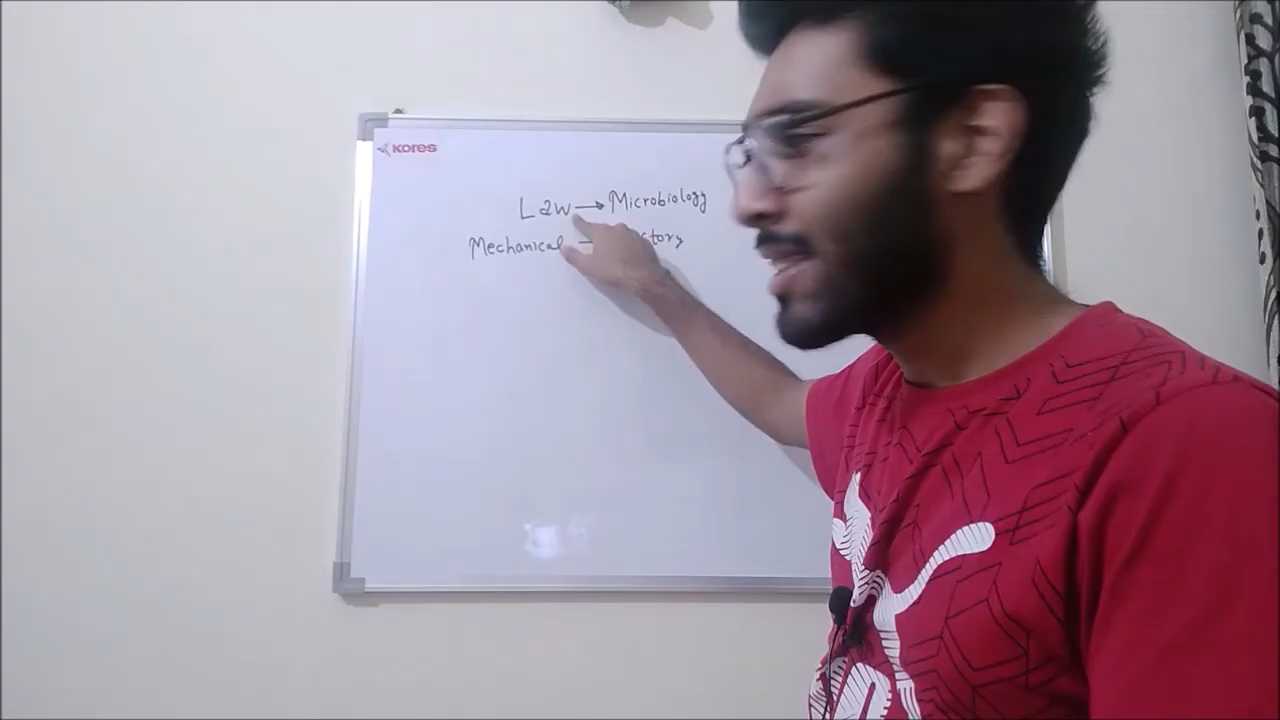 KORES
Law → Microbiology
Mechanical →